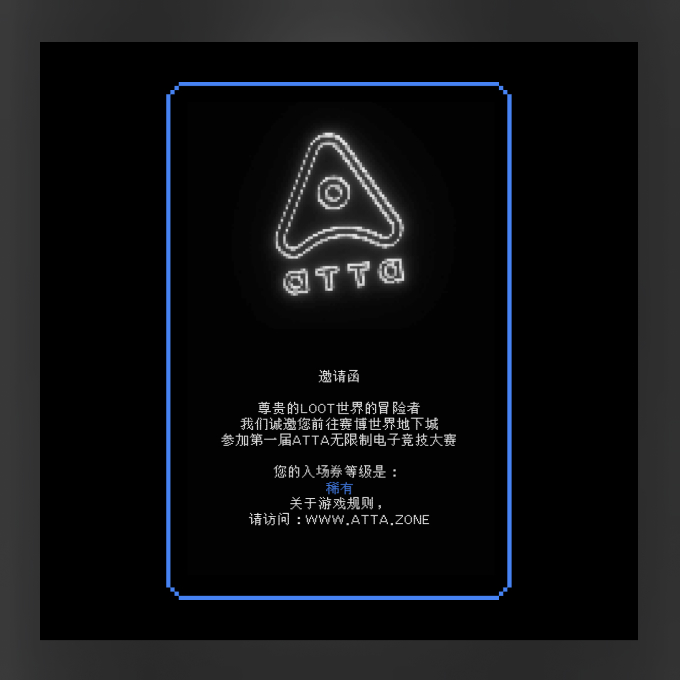 ATTA
邀请函
尊贵的LOOT世界的冒险者
我们诚邀您前往赛博世界地下城
参加第一届ATTA无限制电子竞技大赛
您的入场券等级是：
稀有
关于游戏规则，
请访问：WWW.ATTA.ZONE